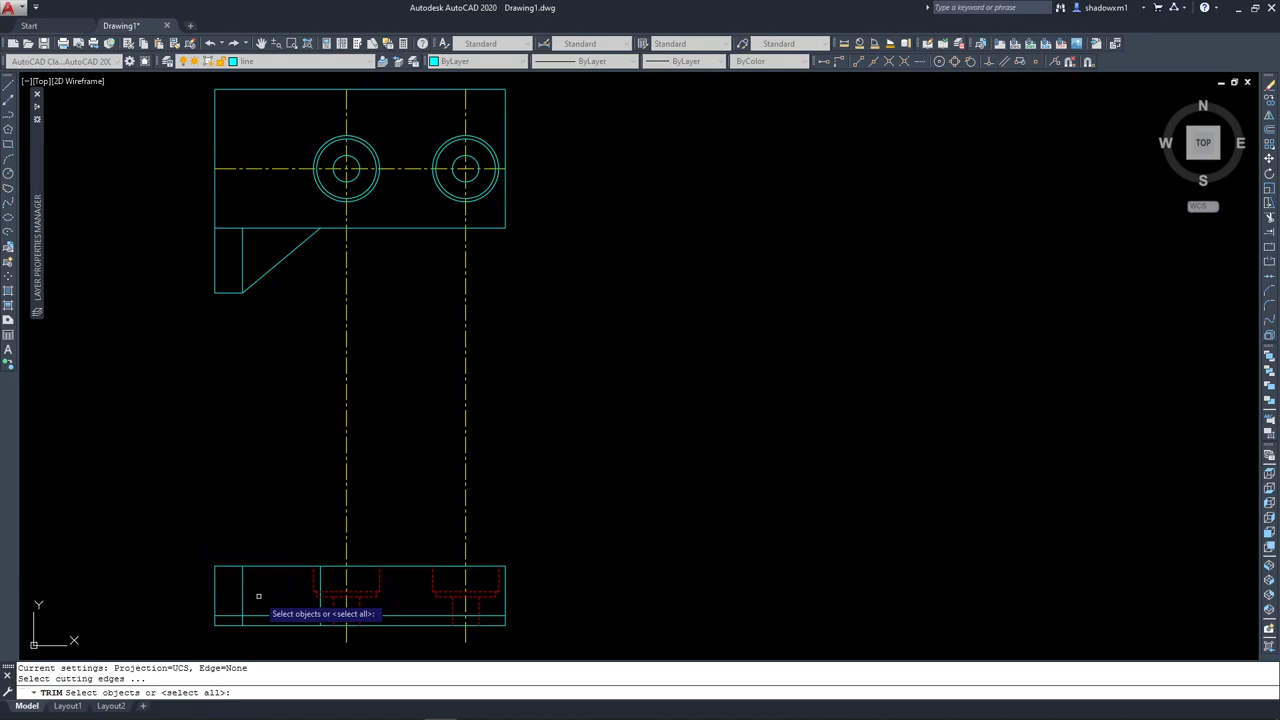 Autodesk AutoCAD 2020 Drawing1.dwg
Type a keyword or phrase
shadowxm1
Start
Drawing1*
Standard
Standard
Standard
Standard
AutoCAD Cla...AutoCAD 200
line
ByLayer
ByLayer
ByLayer
ByColor
[−][Top][2D Wireframe]
N
W
TOP
E
S
WCS
LAYER PROPERTIES MANAGER
Select objects or <select all>:
Y
X
Current settings: Projection=UCS, Edge=None
Select cutting edges ...
TRIM Select objects or <select all>:
Model
Layout1
Layout2